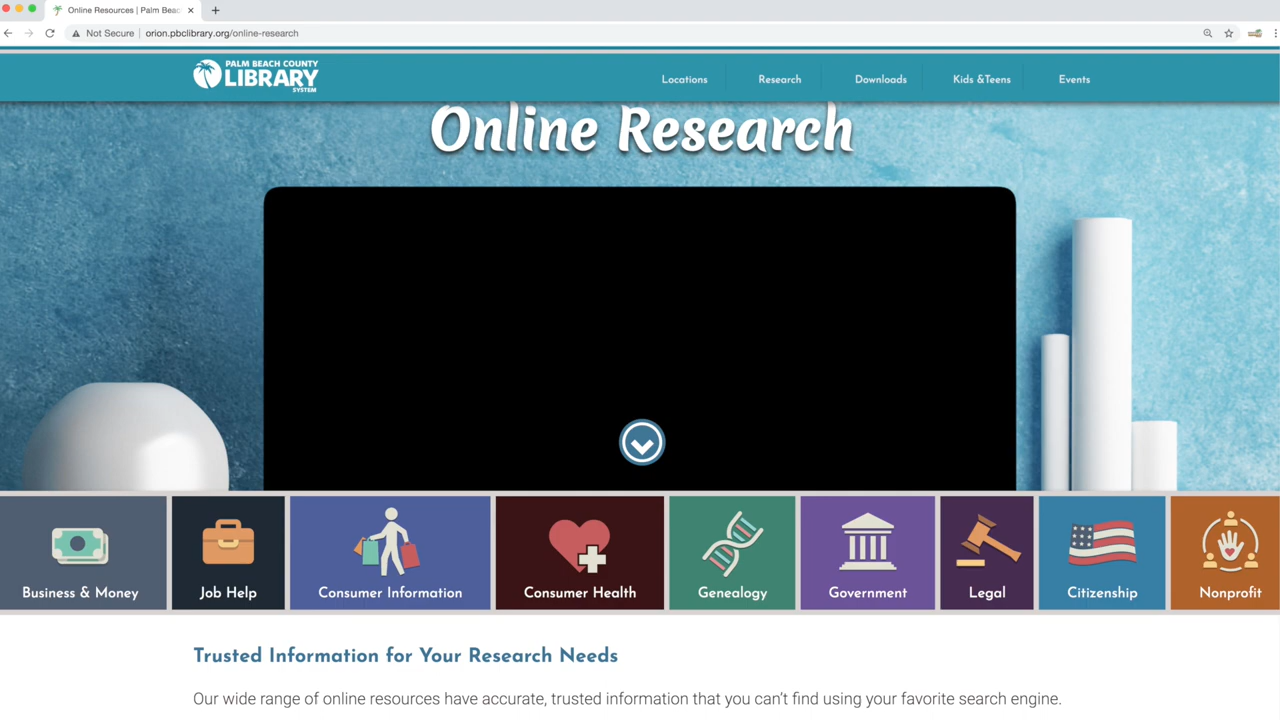 Online Resources | Palm Beac
Not Secure | orion.pbclibrary.org/online-research
PALM BEACH COUNTY
LIBRARY
SYSTEM
Locations
Research
Downloads
Kids &Teens
Events
Online Research
Business & Money
Job Help
Consumer Information
Consumer Health
Genealogy
Government
Legal
Citizenship
Nonprofit
Trusted Information for Your Research Needs
Our wide range of online resources have accurate, trusted information that you can't find using your favorite search engine.